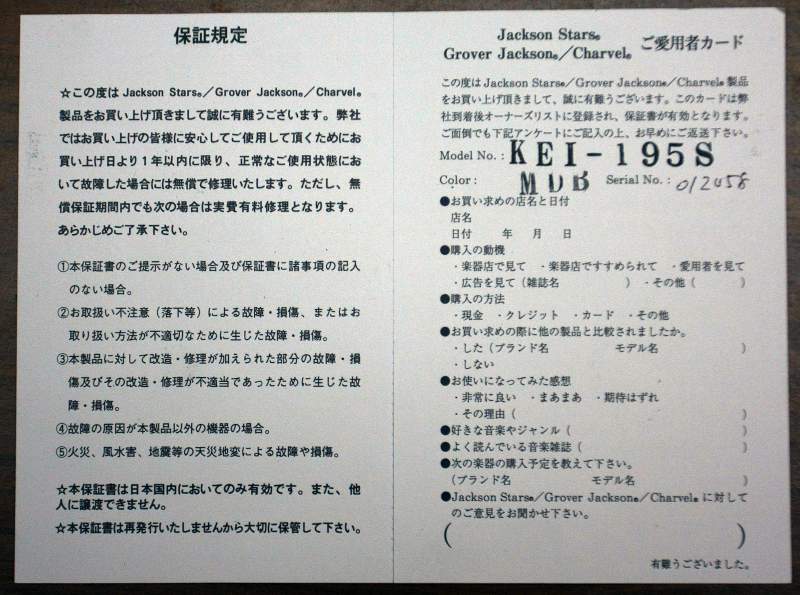 保証規定
☆この度は Jackson Stars®／Grover Jackson®／Charvel®
製品をお買い上げ頂きまして誠に有難うございます。弊社
ではお買い上げの皆様に安心してご使用して頂くためにお
買い上げ日より１年以内に限り、正常なご使用状態にお
いて故障した場合には無償で修理いたします。ただし、無
償保証期間内でも次の場合は実費有料修理となります。
あらかじめご了承下さい。
①本保証書のご提示がない場合及び保証書に諸事項の記入
のない場合。
②お取扱い不注意（落下等）による故障・損傷、またはお
取り扱い方法が不適切なために生じた故障・損傷。
③本製品に対して改造・修理が加えられた部分の故障・損
傷及びその改造・修理が不適当であったために生じた故
障・損傷。
④故障の原因が本製品以外の機器の場合。
⑤火災、風水害、地震等の天災地変による故障や損傷。
☆本保証書は日本国内においてのみ有効です。また、他
人に譲渡できません。
☆本保証書は再発行いたしませんから大切に保管して下さい。
Jackson Stars®
Grover Jackson®／Charvel® ご愛用者カード
この度は Jackson Stars®／Grover Jackson®／Charvel® 製品
をお買い上げ頂きまして、誠に有難うございます。このカードは弊
社到着後オーナーズリストに登録され、保証書が有効となります。
ご面倒でも下記アンケートにご記入の上、お早めにご返送下さい。
Model No.: KEI-195S
Color: MDB Serial No.: 012458
●お買い求めの店名と日付
店名
日付 年 月 日
●購入の動機
・楽器店で見て ・楽器店ですすめられて ・愛用者を見て
・広告を見て（雑誌名 ）・その他（ ）
●購入の方法
・現金 ・クレジット ・カード ・その他
●お買い求めの際に他の製品と比較されましたか。
・した（ブランド名 モデル名 ）
・しない
●お使いになってみた感想
・非常に良い ・まあまあ ・期待はずれ
・その理由（ ）
●好きな音楽やジャンル（ ）
●よく読んでいる音楽雑誌（ ）
●次の楽器の購入予定を教えて下さい。
（ブランド名 モデル名 ）
●Jackson Stars®／Grover Jackson®／Charvel® に対して
のご意見をお聞かせ下さい。
（ ）
有難うございました。